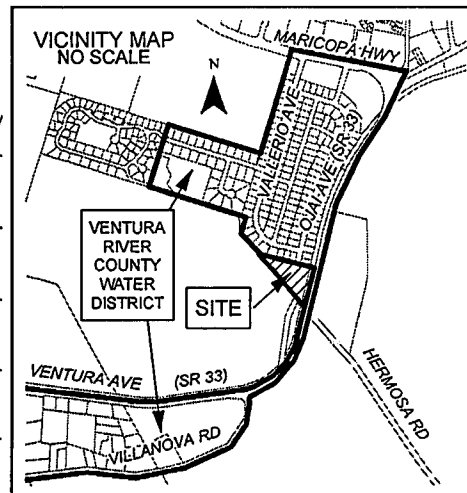 VICINITY MAP
NO SCALE
N
MARICOPA HWY
VALLERIO AVE
OJAI AVE (SR 33)
VENTURA
RIVER
COUNTY
WATER
DISTRICT
SITE
VENTURA AVE (SR 33)
HERMOSA RD
VILLANOVA RD